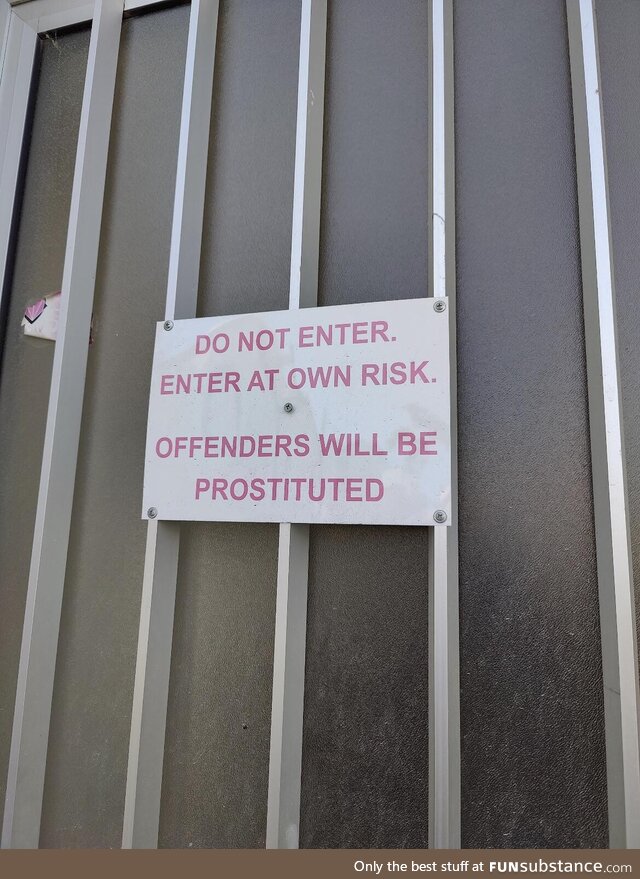 DO NOT ENTER.
ENTER AT OWN RISK.
OFFENDERS WILL BE
PROSTITUTED
Only the best stuff at FUNsubstance.com